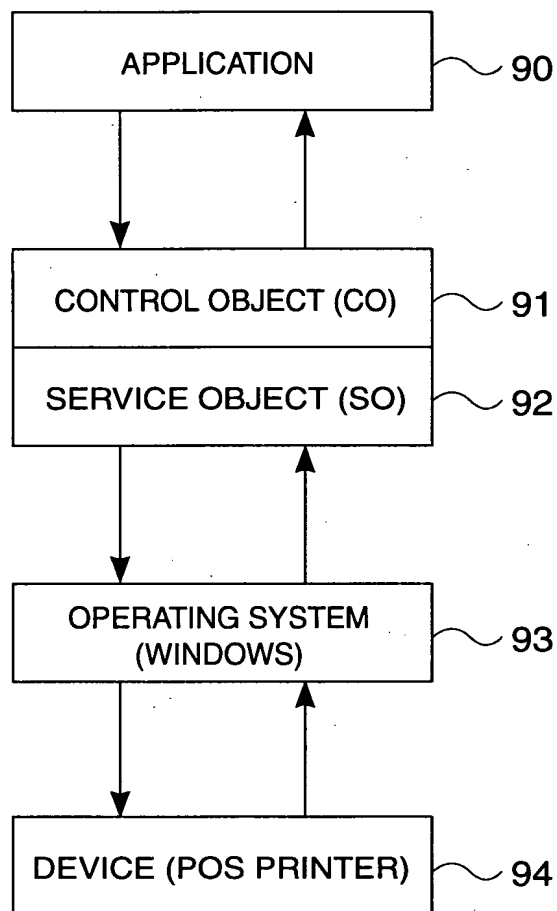 APPLICATION
90
CONTROL OBJECT (CO)
91
SERVICE OBJECT (SO)
92
OPERATING SYSTEM
(WINDOWS)
93
DEVICE (POS PRINTER)
94